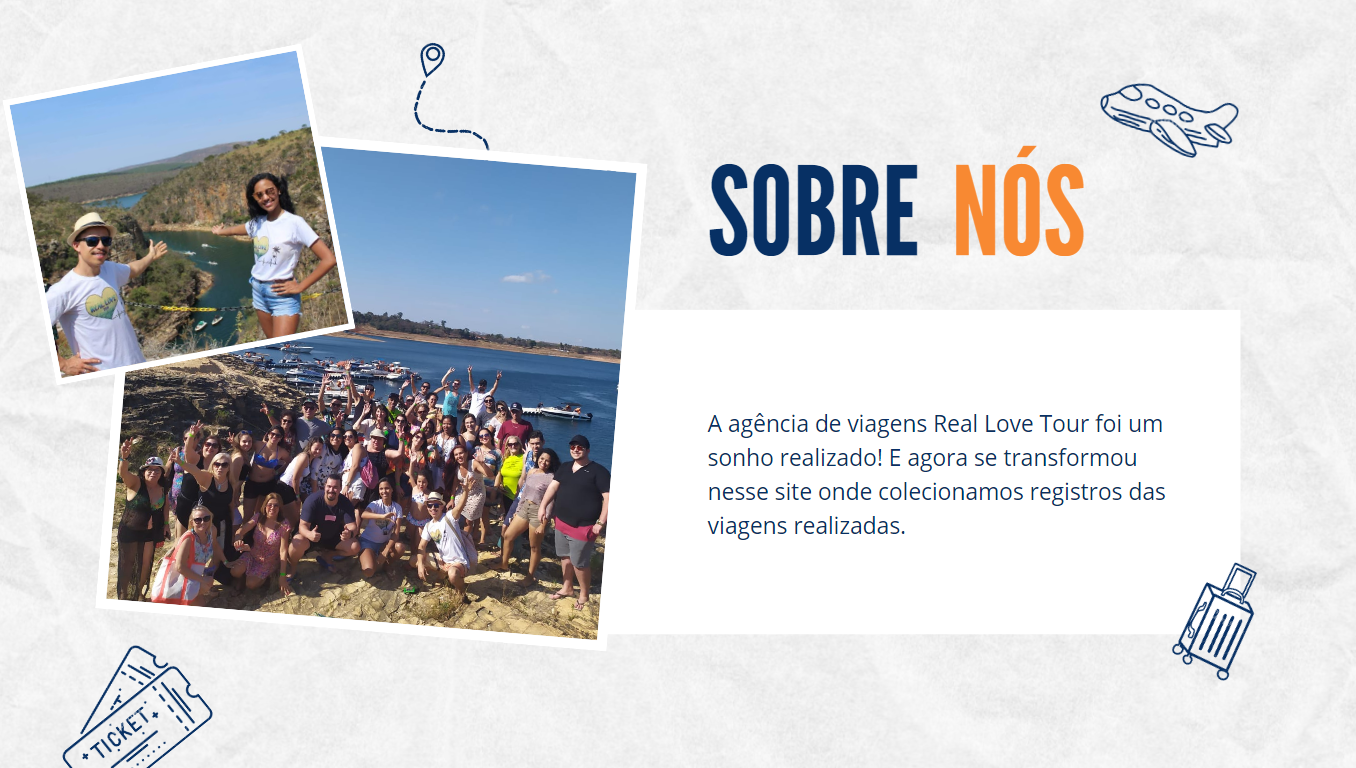 SOBRE NÓS
A agência de viagens Real Love Tour foi um
sonho realizado! E agora se transformou
nesse site onde colecionamos registros das
viagens realizadas.
TICKET